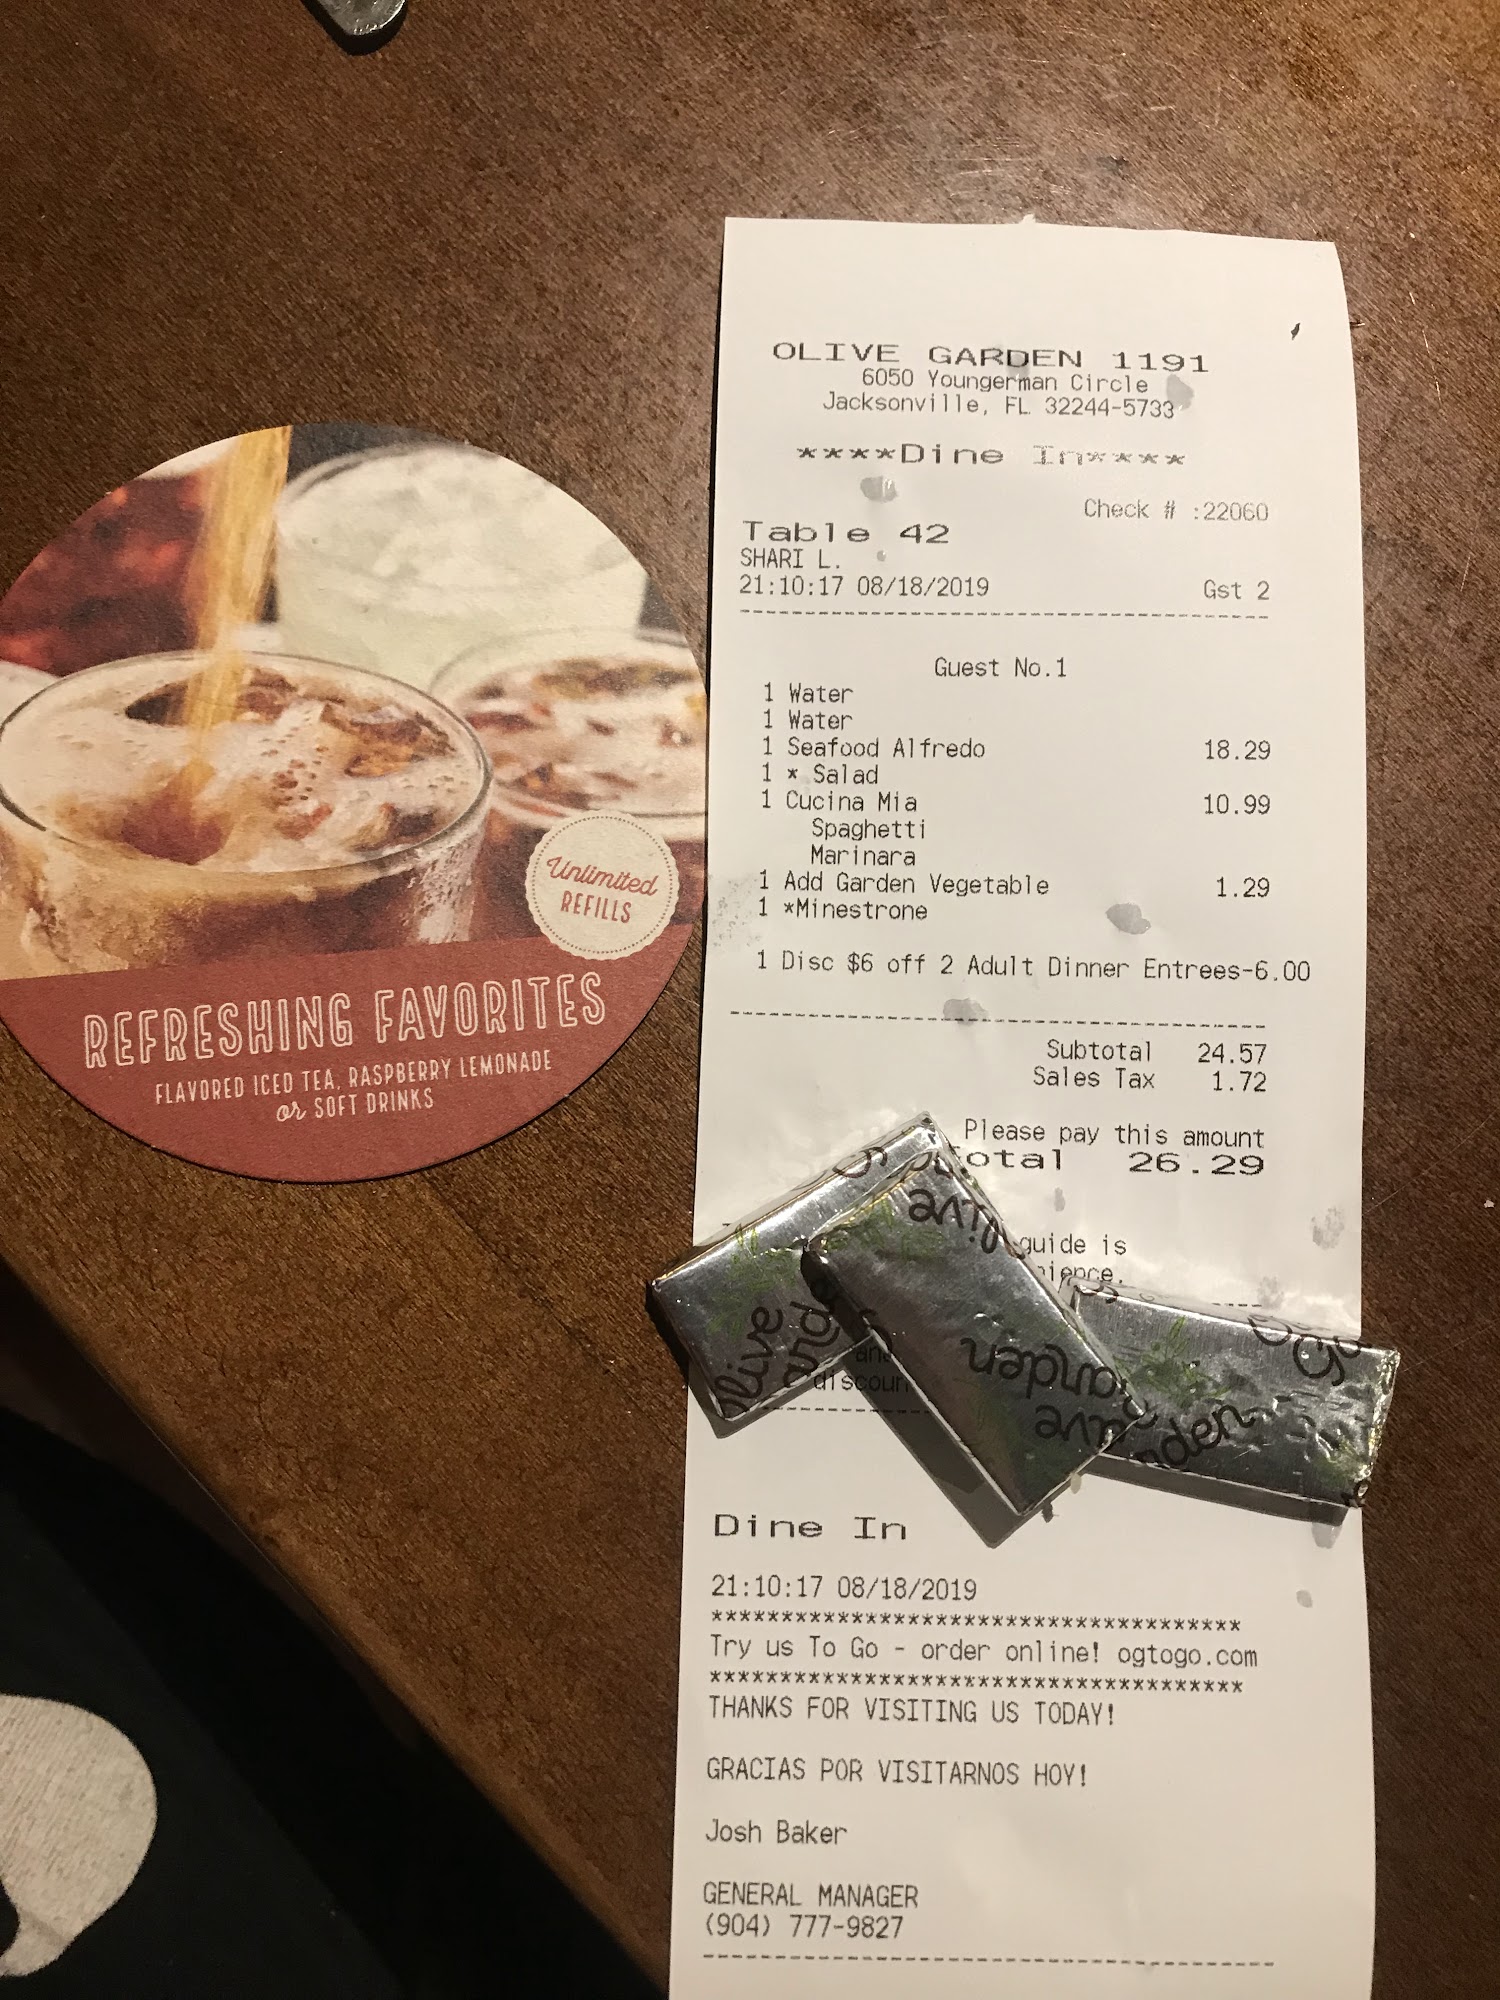 Unlimited
REFILLS
REFRESHING FAVORITES
FLAVORED ICED TEA, RASPBERRY LEMONADE
or SOFT DRINKS
OLIVE GARDEN 1191
6050 Youngerman Circle
Jacksonville, FL 32244-5733
****Dine In****
Check # :22060
Table 42
SHARI L.
21:10:17 08/18/2019 Gst 2
Guest No.1
1 Water
1 Water
1 Seafood Alfredo 18.29
1 * Salad
1 Cucina Mia 10.99
Spaghetti
Marinara
1 Add Garden Vegetable 1.29
1 *Minestrone
1 Disc $6 off 2 Adult Dinner Entrees-6.00
Subtotal 24.57
Sales Tax 1.72
Please pay this amount
otal 26.29
guide is
Olive
Garden
Dine In
21:10:17 08/18/2019
**************************************
Try us To Go - order online! ogtogo.com
**************************************
THANKS FOR VISITING US TODAY!
GRACIAS POR VISITARNOS HOY!
Josh Baker
GENERAL MANAGER
(904) 777-9827